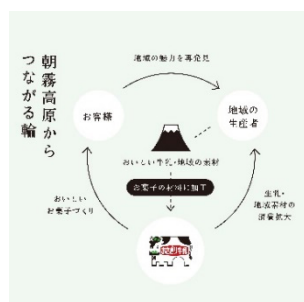 朝霧高原から
つながる輪
地域の魅力を再発見
お客様
地域の
生産者
おいしい牛乳・地域の素材
お菓子の材料に加工
おいしい
お菓子づくり
生乳・
地域素材の
消費拡大